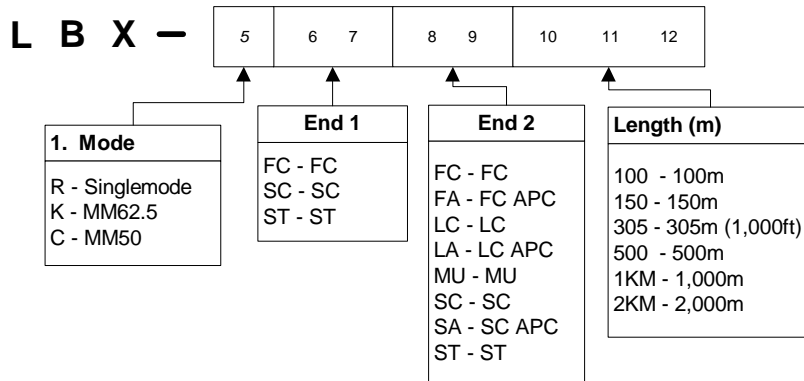 L B X – 5 6 7 8 9 10 11 12
1. Mode
R - Singlemode
K - MM62.5
C - MM50
End 1
FC - FC
SC - SC
ST - ST
End 2
FC - FC
FA - FC APC
LC - LC
LA - LC APC
MU - MU
SC - SC
SA - SC APC
ST - ST
Length (m)
100 - 100m
150 - 150m
305 - 305m (1,000ft)
500 - 500m
1KM - 1,000m
2KM - 2,000m